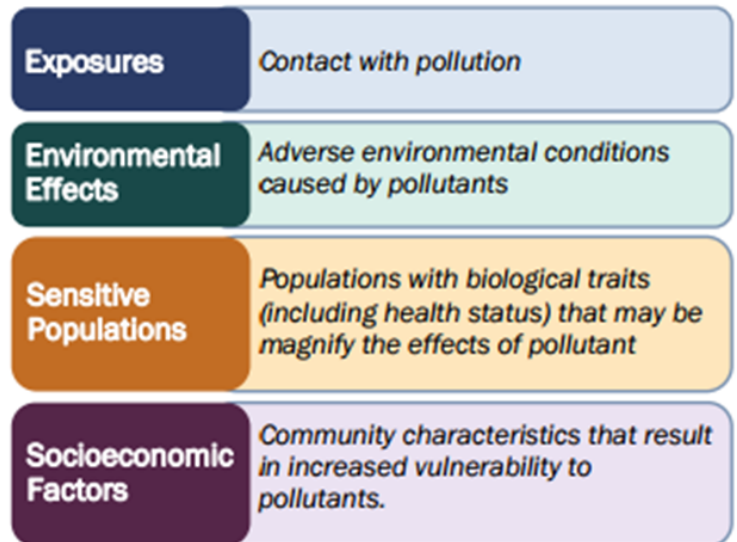 Exposures
Contact with pollution
Environmental
Effects
Adverse environmental conditions
caused by pollutants
Sensitive
Populations
Populations with biological traits
(including health status) that may be
magnify the effects of pollutant
Socioeconomic
Factors
Community characteristics that result
in increased vulnerability to
pollutants.